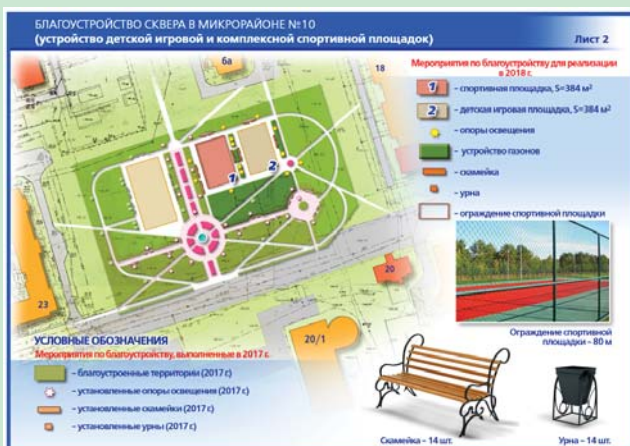 БЛАГОУСТРОЙСТВО СКВЕРА В МИКРОРАЙОНЕ №10
(устройство детской игровой и комплексной спортивной площадок)
Лист 2
Мероприятия по благоустройству для реализации
в 2018 г.
1 – спортивная площадка, S=384 м²
2 – детская игровая площадка, S=384 м²
– опоры освещения
– устройство газонов
– скамейка
– урна
– ограждение спортивной площадки
6а
18
1
2
20
23
20/1
Ограждение спортивной
площадки – 80 м
УСЛОВНЫЕ ОБОЗНАЧЕНИЯ
Мероприятия по благоустройству, выполненные в 2017 г.
– благоустроенные территории (2017 г)
– установленные опоры освещения (2017 г)
– установленные скамейки (2017 г)
– установленные урны (2017 г)
Скамейка – 14 шт.
Урна – 14 шт.